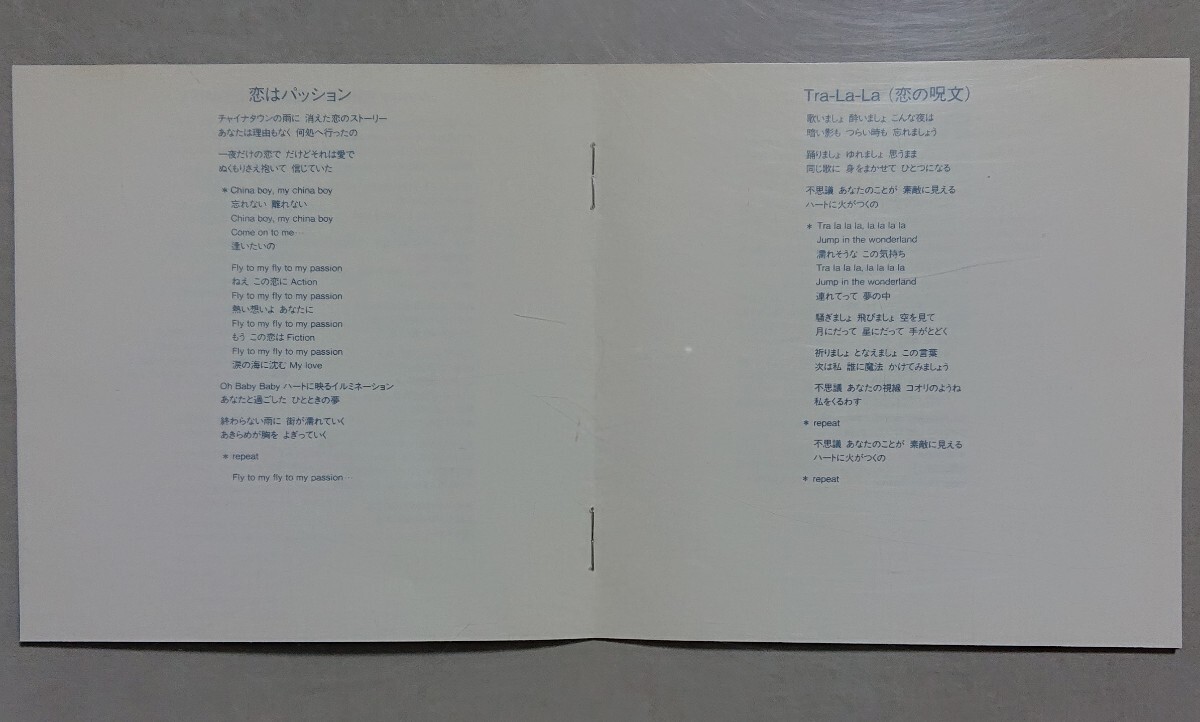 恋はパッション
チャイナタウンの雨に 消えた恋のストーリー
あなたは理由もなく 何処へ行ったの
一夜だけの恋で だけどそれは愛で
ぬくもりさえ抱いて 信じていた
* China boy, my china boy
忘れない 離れない
China boy, my china boy
Come on to me…
逢いたいの
Fly to my fly to my passion
ねえ この恋に Action
Fly to my fly to my passion
熱い想いよ あなたに
Fly to my fly to my passion
もう この恋は Fiction
Fly to my fly to my passion
涙の海に沈む My love
Oh Baby Baby ハートに映るイルミネーション
あなたと過ごした ひとときの夢
終わらない雨に 街が濡れていく
あきらめが胸を よぎっていく
* repeat
Fly to my fly to my passion…
Tra-La-La (恋の呪文)
歌いましょ 酔いましょ こんな夜は
暗い影も つらい時も 忘れましょう
踊りましょ ゆれましょ 思うまま
同じ歌に 身をまかせて ひとつになる
不思議 あなたのことが 素敵に見える
ハートに火がつくの
* Tra la la la, la la la la
Jump in the wonderland
濡れそうな この気持ち
Tra la la la, la la la la
Jump in the wonderland
連れてって 夢の中
騒ぎましょ 飛びましょ 空を見て
月にだって 星にだって 手がとどく
祈りましょ となえましょ この言葉
次は私 誰に魔法 かけてみましょう
不思議 あなたの視線 コオリのようね
私をくるわす
* repeat
不思議 あなたのことが 素敵に見える
ハートに火がつくの
* repeat